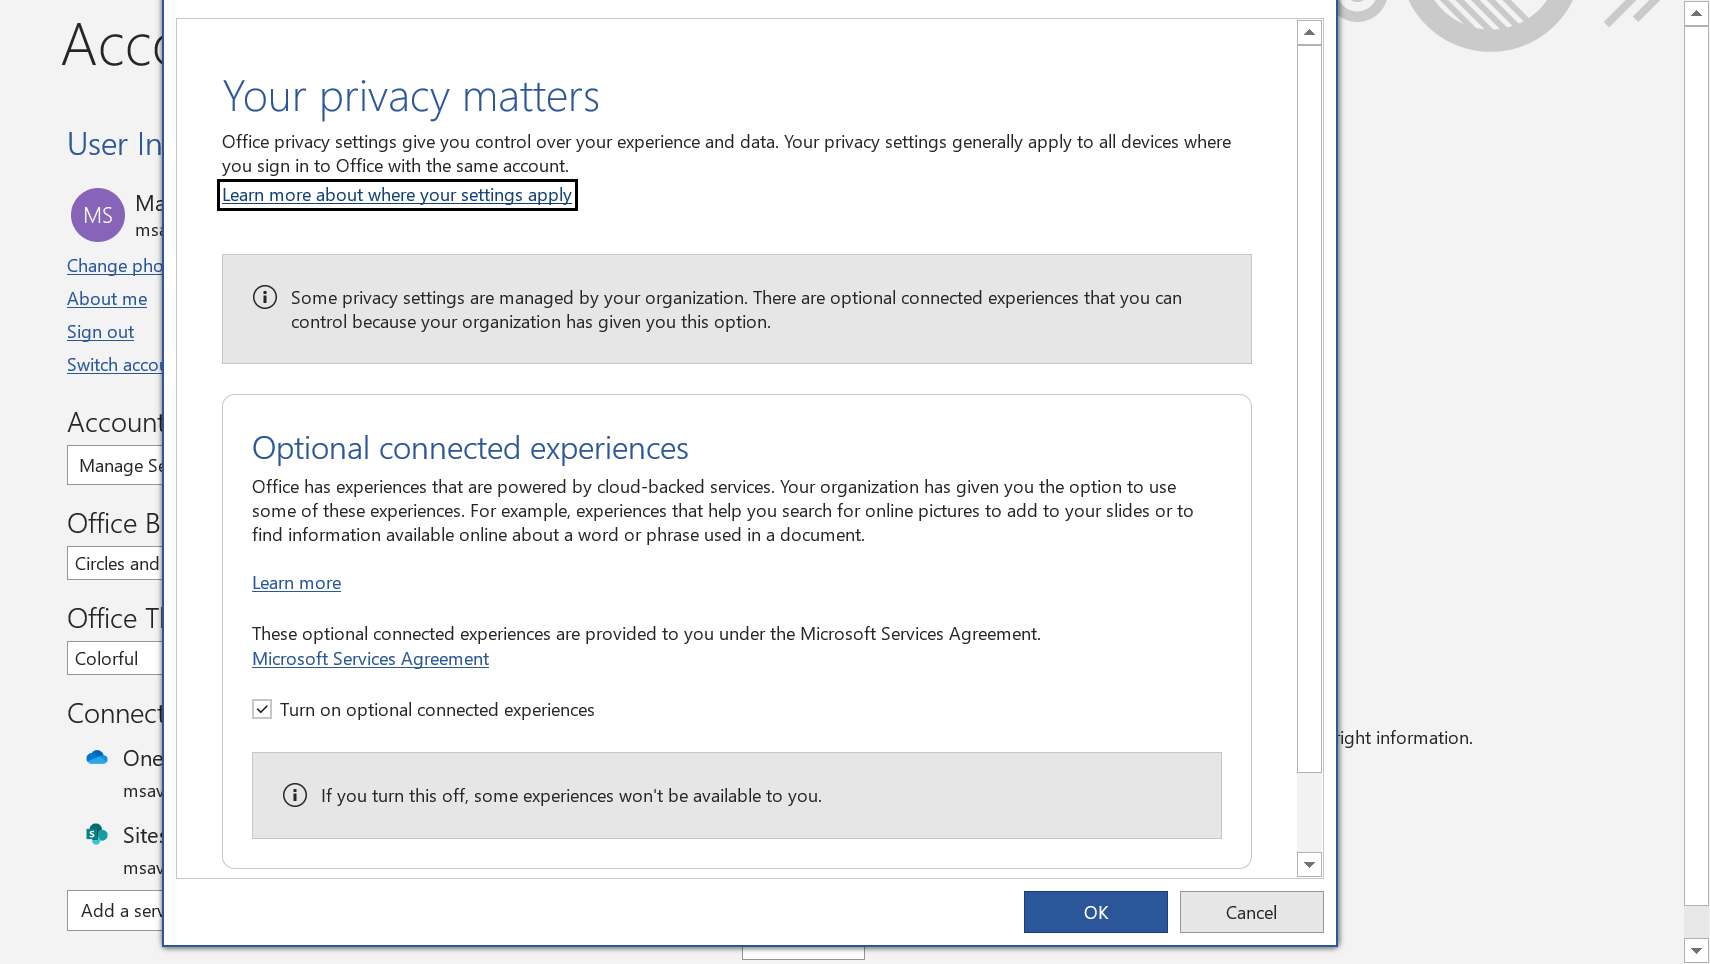 Acco
User In
MS
Ma
msa
Change pho
About me
Sign out
Switch accou
Account
Manage Se
Office B
Circles and
Office Th
Colorful
Connect
One
msav
S
Sites
msav
Add a serv
Your privacy matters
Office privacy settings give you control over your experience and data. Your privacy settings generally apply to all devices where
you sign in to Office with the same account.
Learn more about where your settings apply
Some privacy settings are managed by your organization. There are optional connected experiences that you can
control because your organization has given you this option.
Optional connected experiences
Office has experiences that are powered by cloud-backed services. Your organization has given you the option to use
some of these experiences. For example, experiences that help you search for online pictures to add to your slides or to
find information available online about a word or phrase used in a document.
Learn more
These optional connected experiences are provided to you under the Microsoft Services Agreement.
Microsoft Services Agreement
Turn on optional connected experiences
If you turn this off, some experiences won't be available to you.
OK
Cancel
right information.